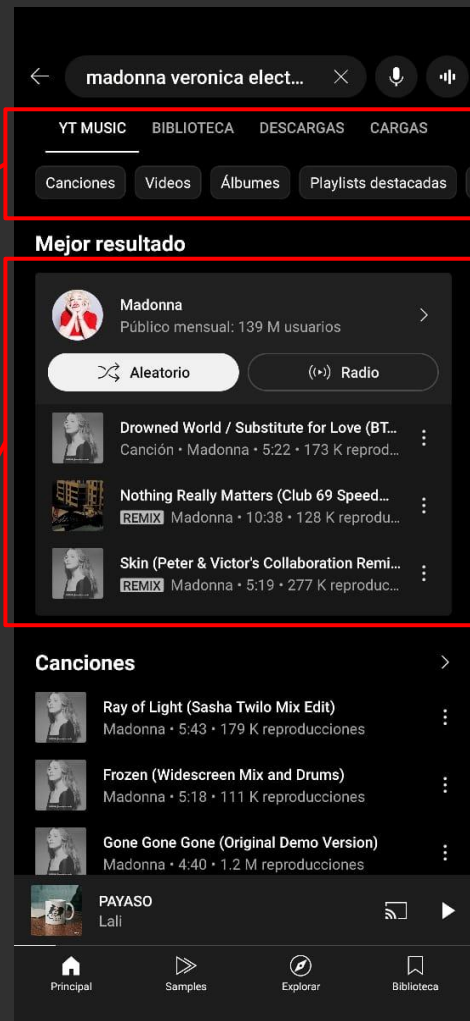 madonna veronica elect...
YT MUSIC BIBLIOTECA DESCARGAS CARGAS
Canciones Videos Álbumes Playlists destacadas
Mejor resultado
Madonna
Público mensual: 139 M usuarios
Aleatorio Radio
Drowned World / Substitute for Love (BT...
Canción • Madonna • 5:22 • 173 K reprod...
Nothing Really Matters (Club 69 Speed...
REMIX Madonna • 10:38 • 128 K reprodu...
Skin (Peter & Victor's Collaboration Remi...
REMIX Madonna • 5:19 • 277 K reproduc...
Canciones
Ray of Light (Sasha Twilo Mix Edit)
Madonna • 5:43 • 179 K reproducciones
Frozen (Widescreen Mix and Drums)
Madonna • 5:18 • 111 K reproducciones
Gone Gone Gone (Original Demo Version)
Madonna • 4:40 • 1.2 M reproducciones
PAYASO
Lali
Principal Samples Explorar Biblioteca